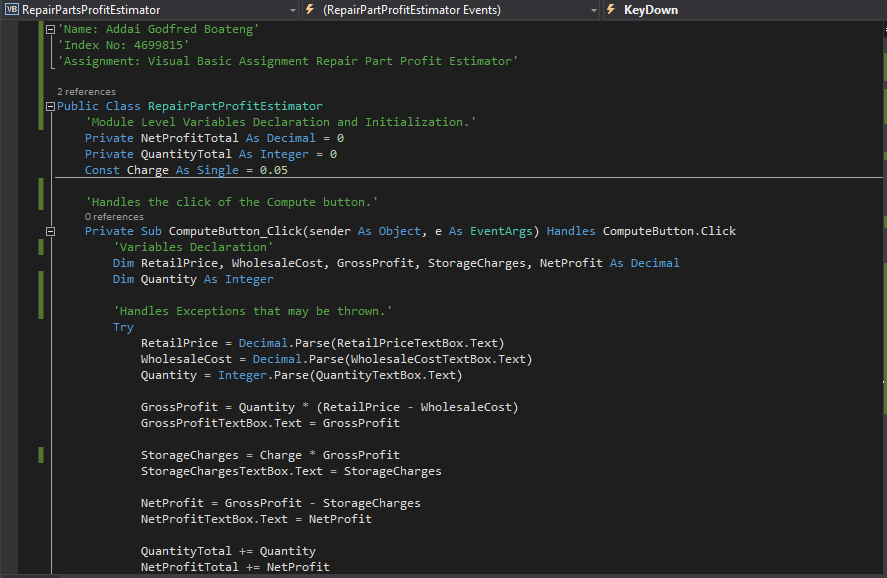 VB RepairPartsProfitEstimator (RepairPartProfitEstimator Events) KeyDown
'Name: Addai Godfred Boateng'
'Index No: 4699815'
'Assignment: Visual Basic Assignment Repair Part Profit Estimator'
2 references
Public Class RepairPartProfitEstimator
'Module Level Variables Declaration and Initialization.'
Private NetProfitTotal As Decimal = 0
Private QuantityTotal As Integer = 0
Const Charge As Single = 0.05
'Handles the click of the Compute button.'
0 references
Private Sub ComputeButton_Click(sender As Object, e As EventArgs) Handles ComputeButton.Click
'Variables Declaration'
Dim RetailPrice, WholesaleCost, GrossProfit, StorageCharges, NetProfit As Decimal
Dim Quantity As Integer
'Handles Exceptions that may be thrown.'
Try
RetailPrice = Decimal.Parse(RetailPriceTextBox.Text)
WholesaleCost = Decimal.Parse(WholesaleCostTextBox.Text)
Quantity = Integer.Parse(QuantityTextBox.Text)
GrossProfit = Quantity * (RetailPrice - WholesaleCost)
GrossProfitTextBox.Text = GrossProfit
StorageCharges = Charge * GrossProfit
StorageChargesTextBox.Text = StorageCharges
NetProfit = GrossProfit - StorageCharges
NetProfitTextBox.Text = NetProfit
QuantityTotal += Quantity
NetProfitTotal += NetProfit